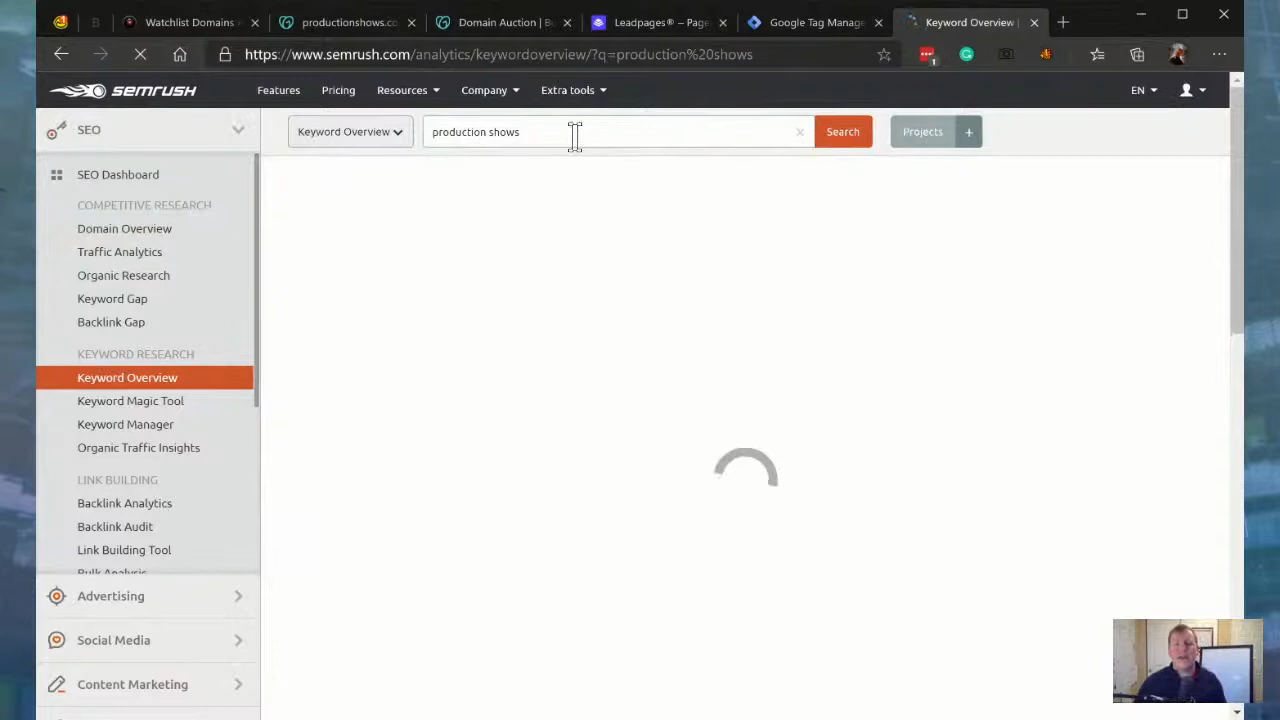 Watchlist Domains
productionshows.co
Domain Auction | Bu
Leadpages® – Page
Google Tag Manage
Keyword Overview |
https://www.semrush.com/analytics/keywordoverview/?q=production%20shows
1
SEMRUSH
Features
Pricing
Resources
Company
Extra tools
EN
SEO
Keyword Overview
production shows
Search
Projects
+
SEO Dashboard
COMPETITIVE RESEARCH
Domain Overview
Traffic Analytics
Organic Research
Keyword Gap
Backlink Gap
KEYWORD RESEARCH
Keyword Overview
Keyword Magic Tool
Keyword Manager
Organic Traffic Insights
LINK BUILDING
Backlink Analytics
Backlink Audit
Link Building Tool
Bulk Analysis
Advertising
Social Media
Content Marketing